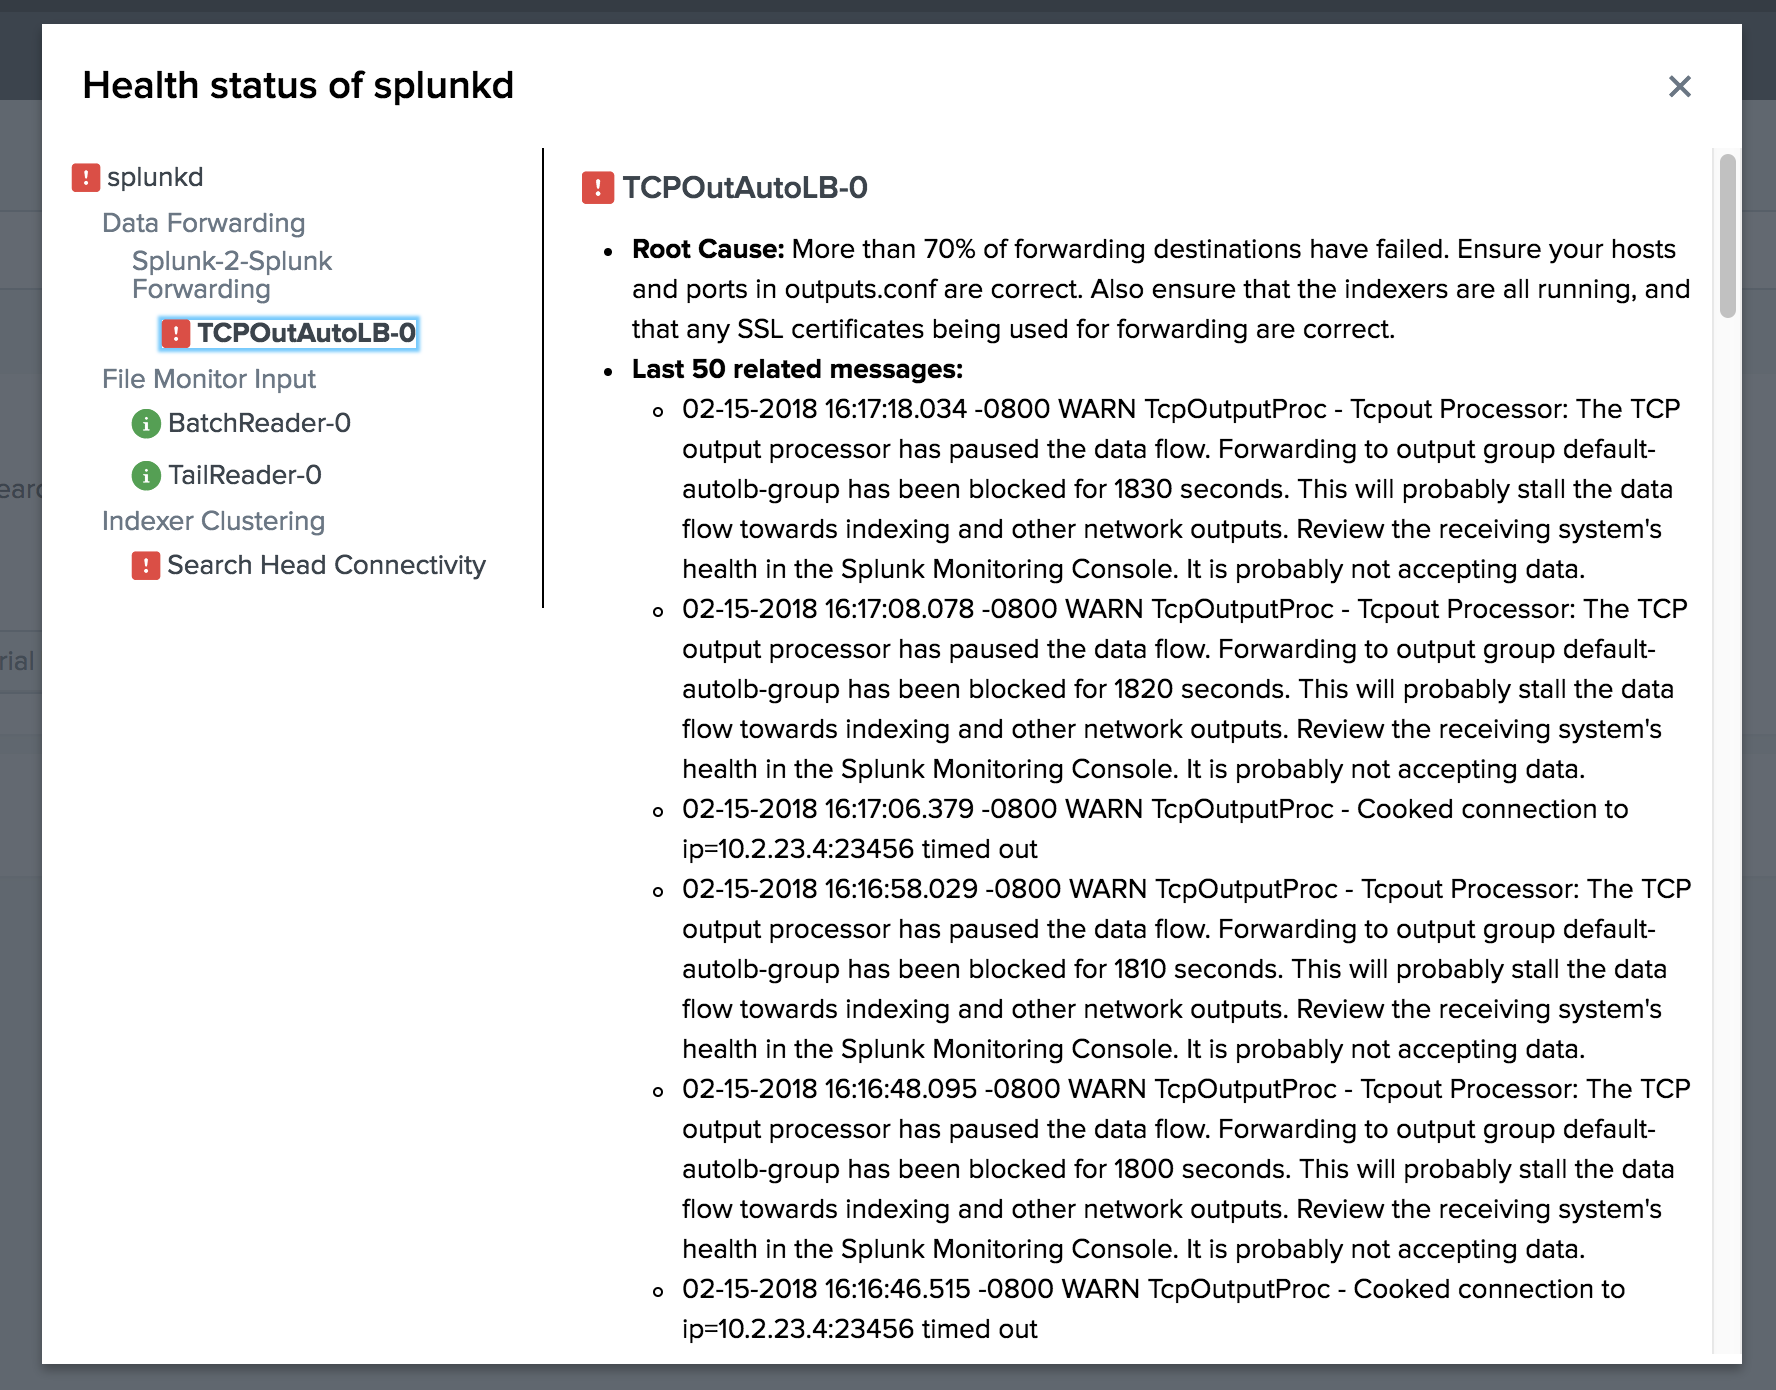 Health status of splunkd
splunkd
Data Forwarding
Splunk-2-Splunk
Forwarding
TCPOutAutoLB-0
File Monitor Input
BatchReader-0
TailReader-0
Indexer Clustering
Search Head Connectivity
TCPOutAutoLB-0
Root Cause: More than 70% of forwarding destinations have failed. Ensure your hosts
and ports in outputs.conf are correct. Also ensure that the indexers are all running, and
that any SSL certificates being used for forwarding are correct.
Last 50 related messages:
02-15-2018 16:17:18.034 -0800 WARN TcpOutputProc - Tcpout Processor: The TCP
output processor has paused the data flow. Forwarding to output group default-
autolb-group has been blocked for 1830 seconds. This will probably stall the data
flow towards indexing and other network outputs. Review the receiving system's
health in the Splunk Monitoring Console. It is probably not accepting data.
02-15-2018 16:17:08.078 -0800 WARN TcpOutputProc - Tcpout Processor: The TCP
output processor has paused the data flow. Forwarding to output group default-
autolb-group has been blocked for 1820 seconds. This will probably stall the data
flow towards indexing and other network outputs. Review the receiving system's
health in the Splunk Monitoring Console. It is probably not accepting data.
02-15-2018 16:17:06.379 -0800 WARN TcpOutputProc - Cooked connection to
ip=10.2.23.4:23456 timed out
02-15-2018 16:16:58.029 -0800 WARN TcpOutputProc - Tcpout Processor: The TCP
output processor has paused the data flow. Forwarding to output group default-
autolb-group has been blocked for 1810 seconds. This will probably stall the data
flow towards indexing and other network outputs. Review the receiving system's
health in the Splunk Monitoring Console. It is probably not accepting data.
02-15-2018 16:16:48.095 -0800 WARN TcpOutputProc - Tcpout Processor: The TCP
output processor has paused the data flow. Forwarding to output group default-
autolb-group has been blocked for 1800 seconds. This will probably stall the data
flow towards indexing and other network outputs. Review the receiving system's
health in the Splunk Monitoring Console. It is probably not accepting data.
02-15-2018 16:16:46.515 -0800 WARN TcpOutputProc - Cooked connection to
ip=10.2.23.4:23456 timed out